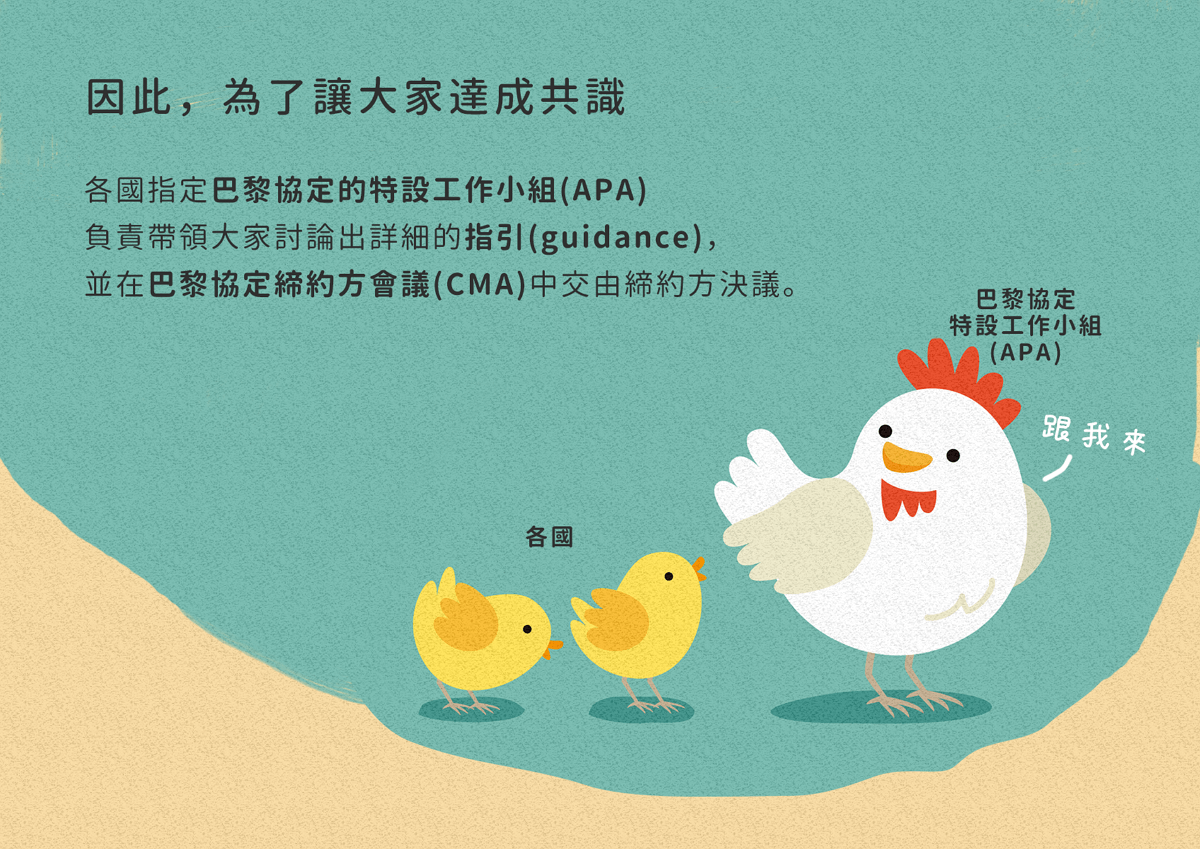 因此，為了讓大家達成共識
各國指定巴黎協定的特設工作小組(APA)
負責帶領大家討論出詳細的指引(guidance)，
並在巴黎協定締約方會議(CMA)中交由締約方決議。
巴黎協定
特設工作小組
(APA)
跟我來
各國